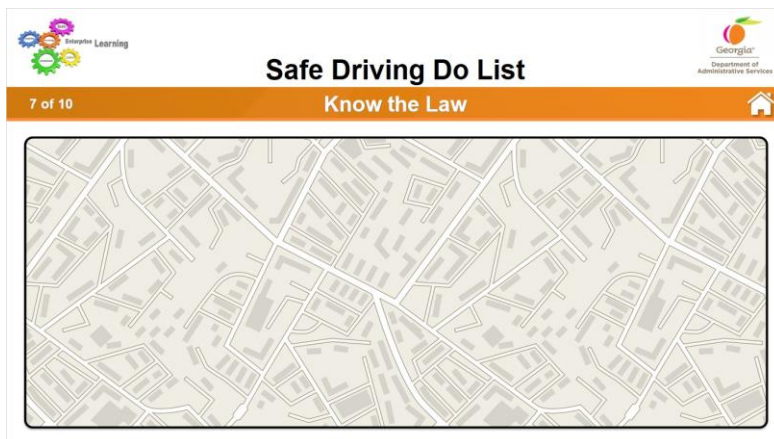 Enterprise Learning
Safe Driving Do List
Georgia®
Department of
Administrative Services
7 of 10
Know the Law